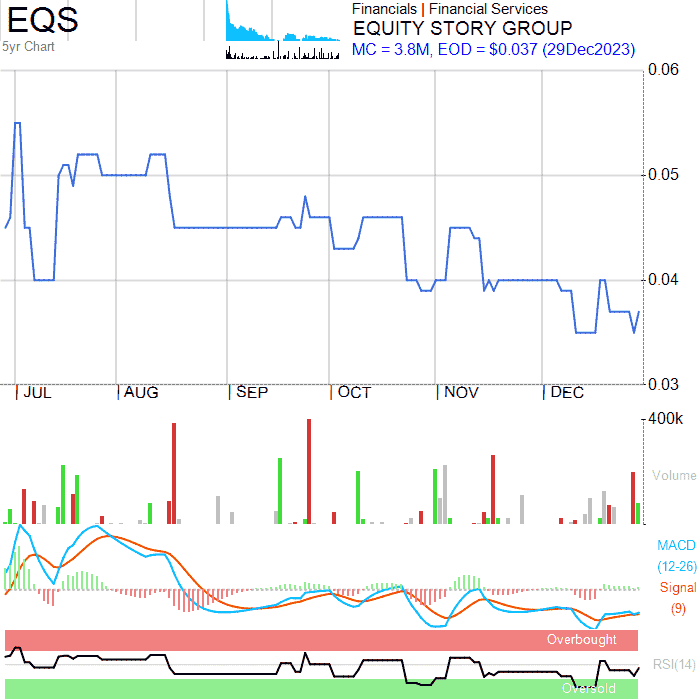 EQS
5yr Chart
Financials | Financial Services
EQUITY STORY GROUP
MC = 3.8M, EOD = $0.037 (29Dec2023)
0.06
0.05
0.04
0.03
JUL AUG SEP OCT NOV DEC
400k
Volume
MACD
(12-26)
Signal
(9)
Overbought
RSI(14)
Oversold